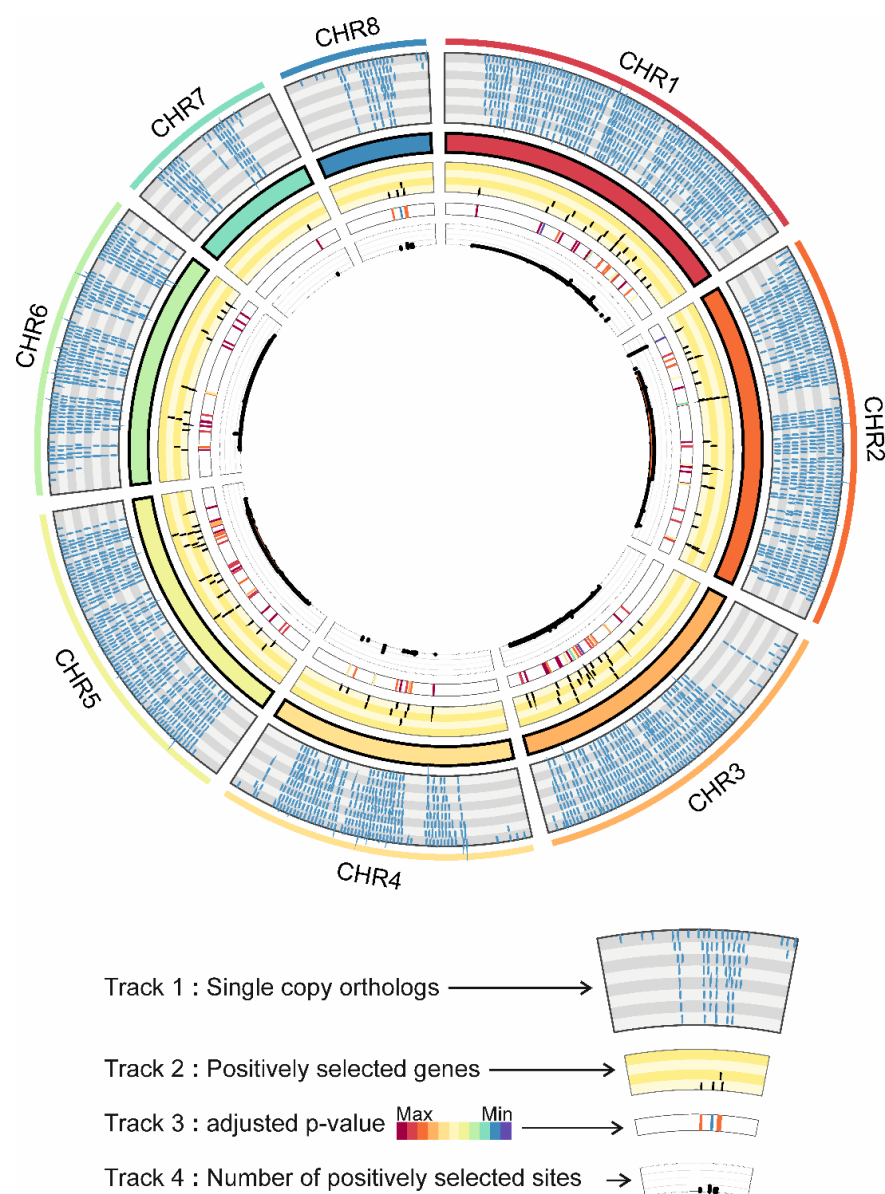 CHR8
CHR1
CHR7
CHR6
CHR2
CHR5
CHR3
CHR4
Track 1 : Single copy orthologs
Track 2 : Positively selected genes
Track 3 : adjusted p-value Max Min
Track 4 : Number of positively selected sites